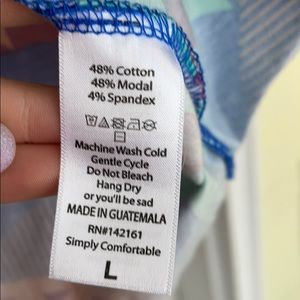 48% Cotton
48% Modal
4% Spandex
Machine Wash Cold
Gentle Cycle
Do Not Bleach
Hang Dry
or you'll be sad
MADE IN GUATEMALA
RN#142161
Simply Comfortable
L